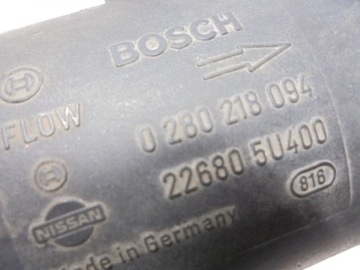 BOSCH
FLOW
0 280 218 094
22680 5U400
816
NISSAN
Made in Germany